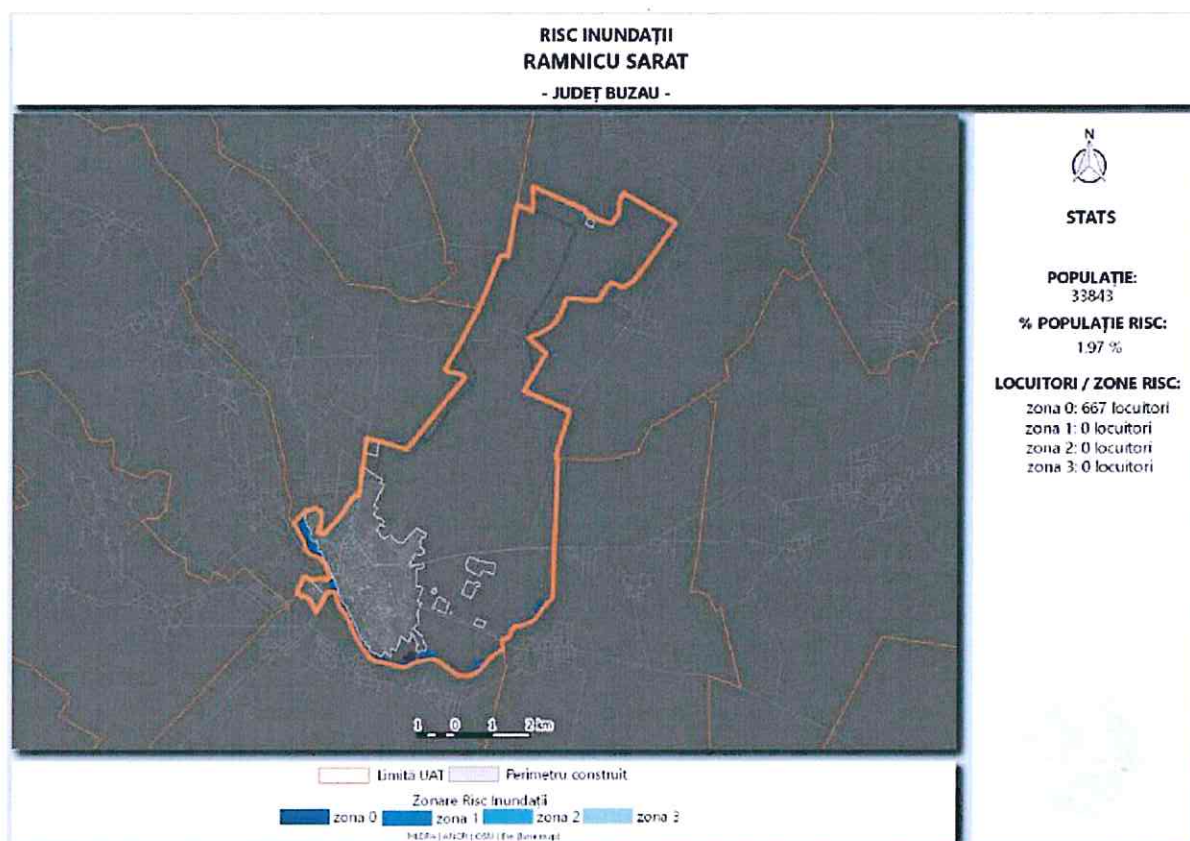 RISC INUNDAȚII
RAMNICU SARAT
- JUDEȚ BUZAU -
N
STATS
POPULAȚIE:
33843
% POPULAȚIE RISC:
1.97 %
LOCUITORI / ZONE RISC:
zona 0: 667 locuitori
zona 1: 0 locuitori
zona 2: 0 locuitori
zona 3: 0 locuitori
1 0 1 2 km
Limită UAT Perimetru construit
Zonare Risc Inundații
zona 0 zona 1 zona 2 zona 3